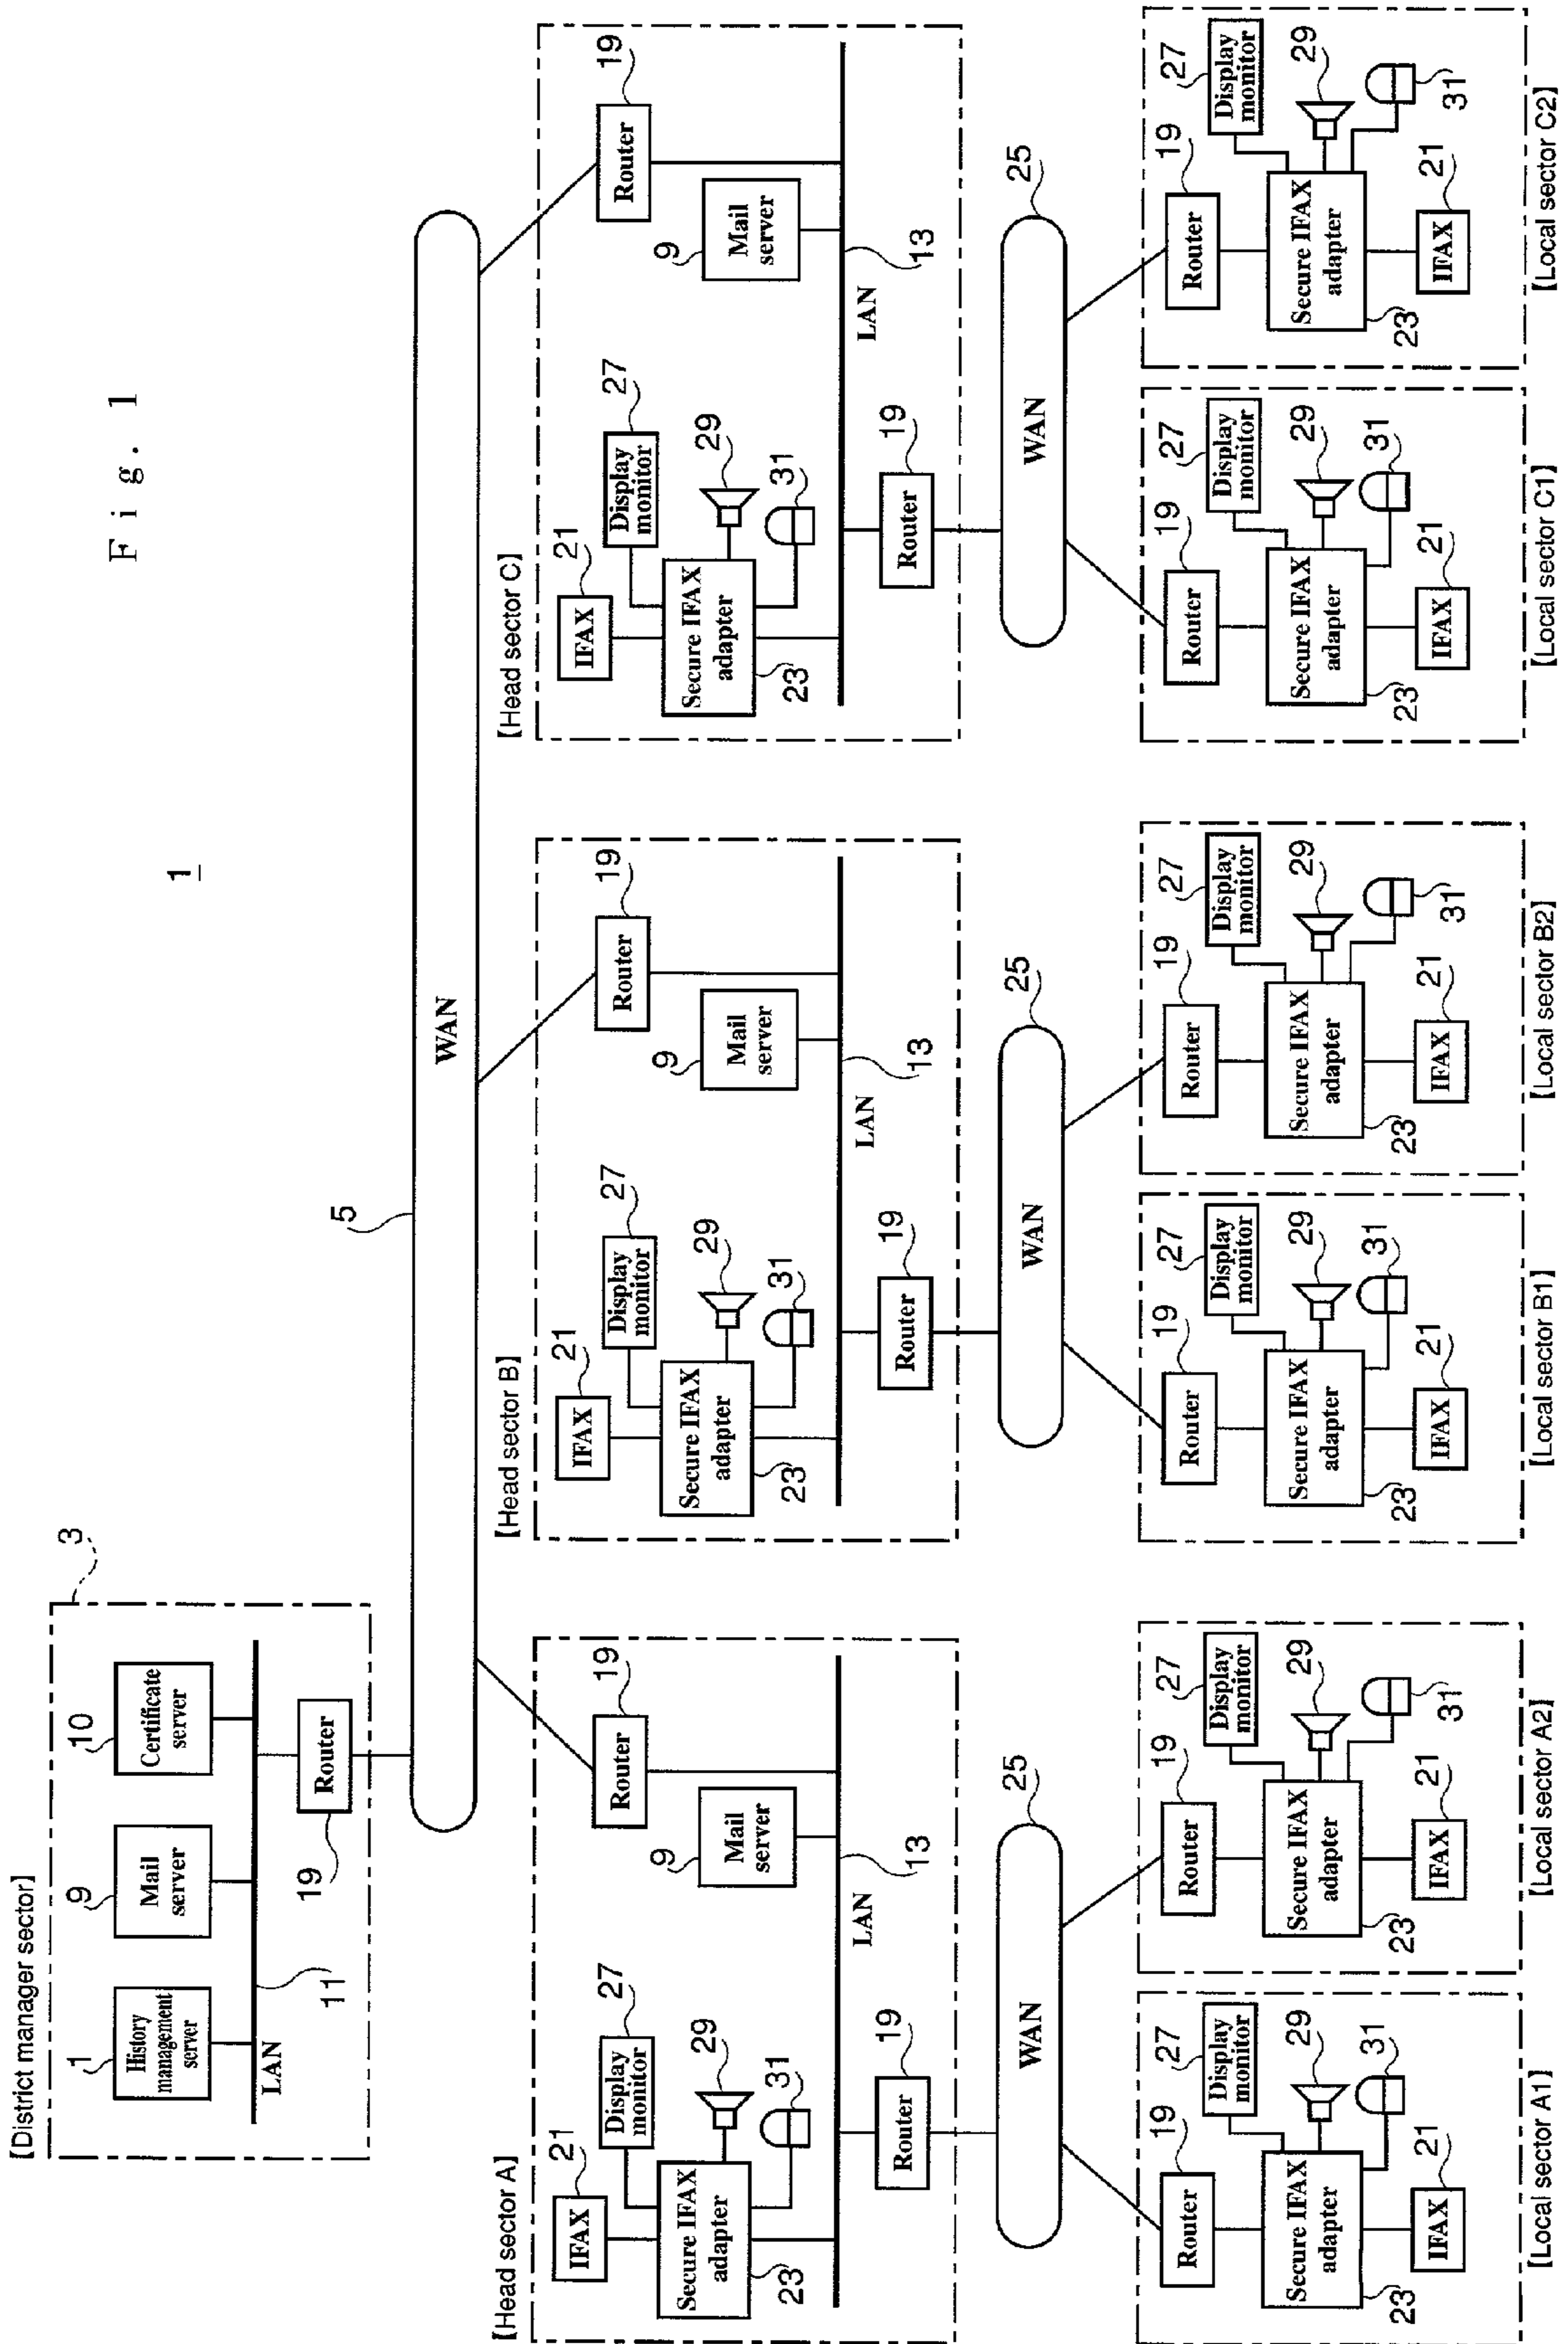 Fig. 1
1
[District manager sector]
3
1
History
management
server
9
Mail
server
10
Certificate
server
11
LAN
19
Router
5
WAN
[Head sector A]
21
IFAX
27
Display
monitor
29
31
Secure IFAX
adapter
23
19
Router
9
Mail
server
13
LAN
19
Router
[Head sector B]
21
IFAX
27
Display
monitor
29
31
Secure IFAX
adapter
23
19
Router
9
Mail
server
13
LAN
19
Router
[Head sector C]
21
IFAX
27
Display
monitor
29
31
Secure IFAX
adapter
23
19
Router
9
Mail
server
13
LAN
19
Router
25
WAN
25
WAN
25
WAN
19
Router
27
Display
monitor
29
31
Secure IFAX
adapter
23
21
IFAX
[Local sector A1]
19
Router
27
Display
monitor
29
31
Secure IFAX
adapter
23
21
IFAX
[Local sector A2]
19
Router
27
Display
monitor
29
31
Secure IFAX
adapter
23
21
IFAX
[Local sector B1]
19
Router
27
Display
monitor
29
31
Secure IFAX
adapter
23
21
IFAX
[Local sector B2]
19
Router
27
Display
monitor
29
31
Secure IFAX
adapter
23
21
IFAX
[Local sector C1]
19
Router
27
Display
monitor
29
31
Secure IFAX
adapter
23
21
IFAX
[Local sector C2]